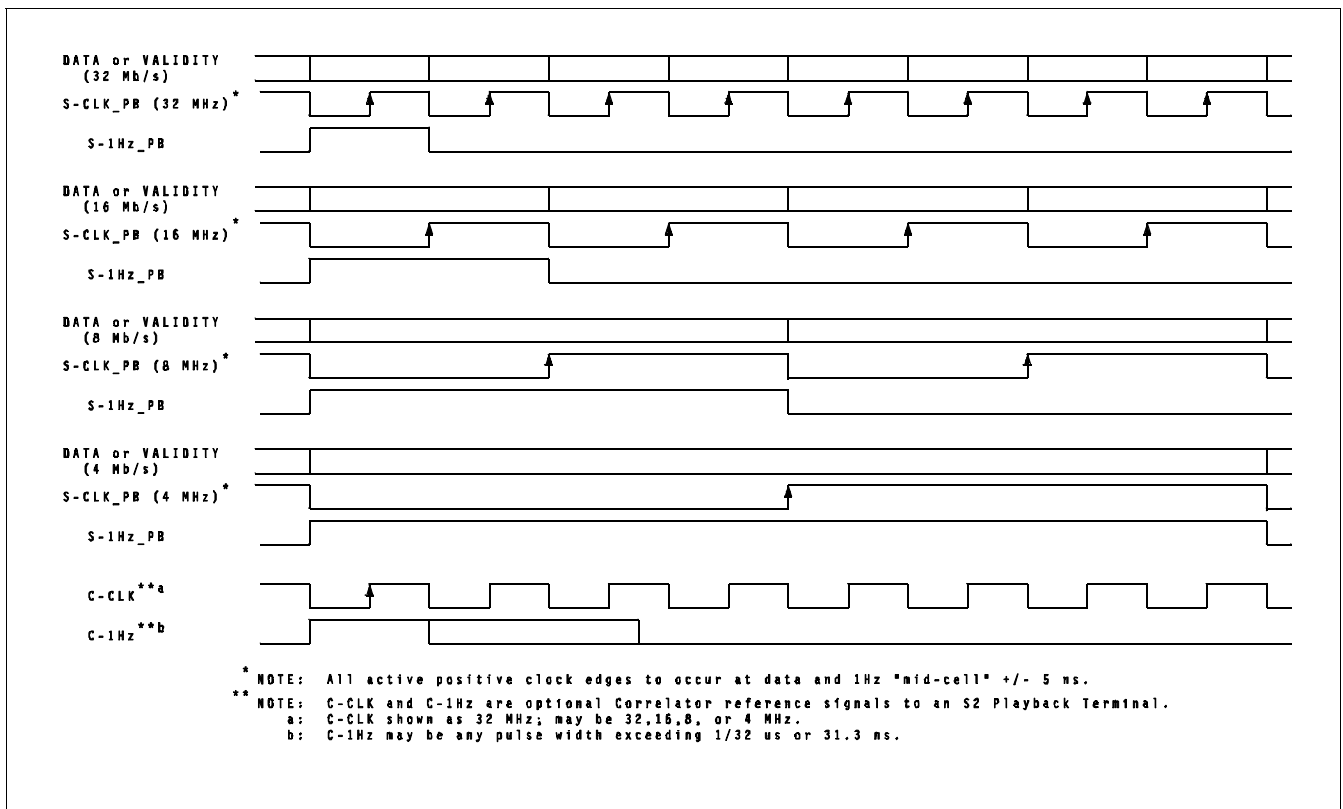 DATA or VALIDITY
(32 Mb/s)
S-CLK_PB (32 MHz)*
S-1Hz_PB
DATA or VALIDITY
(16 Mb/s)
S-CLK_PB (16 MHz)*
S-1Hz_PB
DATA or VALIDITY
(8 Mb/s)
S-CLK_PB (8 MHz)*
S-1Hz_PB
DATA or VALIDITY
(4 Mb/s)
S-CLK_PB (4 MHz)*
S-1Hz_PB
C-CLK**a
C-1Hz**b
* NOTE: All active positive clock edges to occur at data and 1Hz "mid-cell" +/- 5 ns.
** NOTE: C-CLK and C-1Hz are optional Correlator reference signals to an S2 Playback Terminal.
a: C-CLK shown as 32 MHz; may be 32,16,8, or 4 MHz.
b: C-1Hz may be any pulse width exceeding 1/32 us or 31.3 ns.